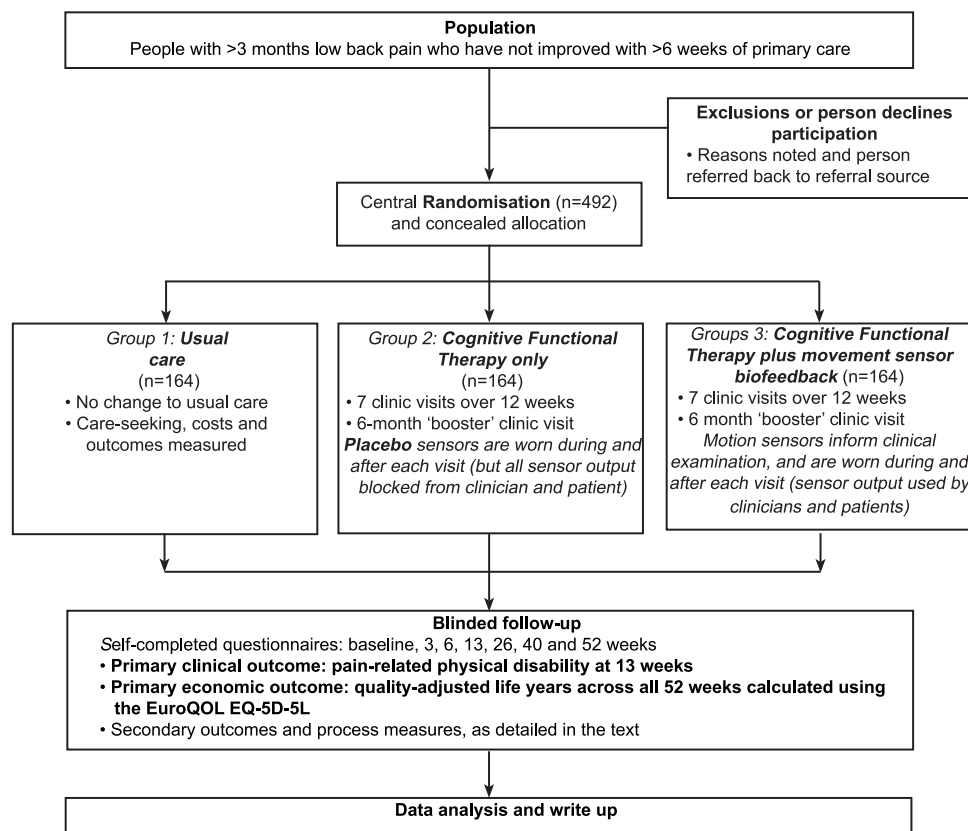 Population
People with >3 months low back pain who have not improved with >6 weeks of primary care
Exclusions or person declines
participation
• Reasons noted and person
referred back to referral source
Central Randomisation (n=492)
and concealed allocation
Group 1: Usual
care
(n=164)
• No change to usual care
• Care-seeking, costs and
outcomes measured
Group 2: Cognitive Functional
Therapy only
(n=164)
• 7 clinic visits over 12 weeks
• 6-month ‘booster’ clinic visit
Placebo sensors are worn during and
after each visit (but all sensor output
blocked from clinician and patient)
Groups 3: Cognitive Functional
Therapy plus movement sensor
biofeedback (n=164)
• 7 clinic visits over 12 weeks
• 6 month ‘booster’ clinic visit
Motion sensors inform clinical
examination, and are worn during and
after each visit (sensor output used by
clinicians and patients)
Blinded follow-up
Self-completed questionnaires: baseline, 3, 6, 13, 26, 40 and 52 weeks
• Primary clinical outcome: pain-related physical disability at 13 weeks
• Primary economic outcome: quality-adjusted life years across all 52 weeks calculated using
the EuroQOL EQ-5D-5L
• Secondary outcomes and process measures, as detailed in the text
Data analysis and write up